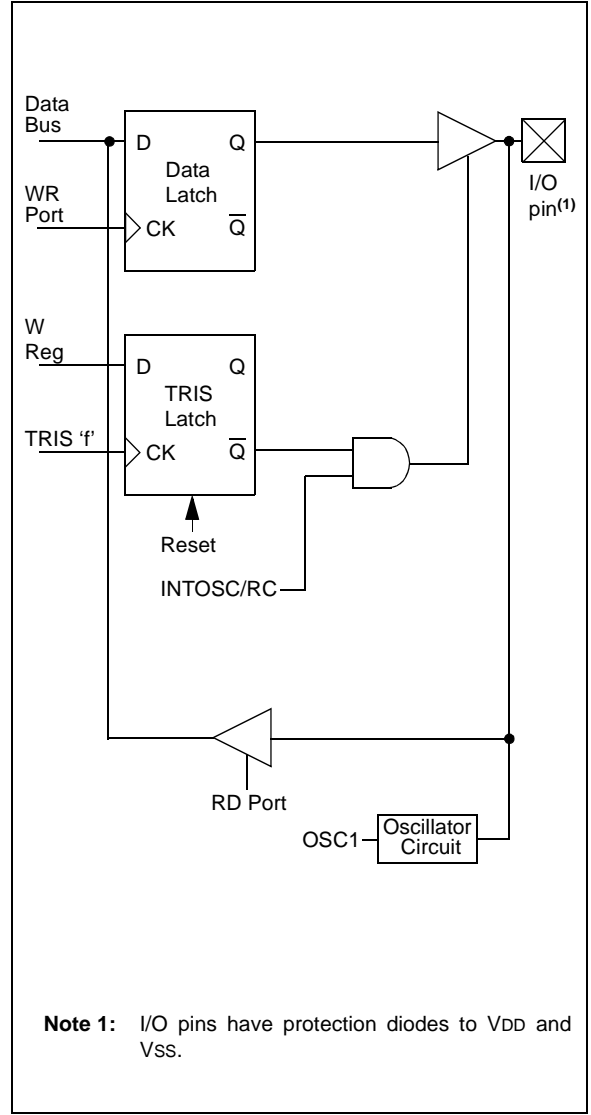 Data
Bus
D
Q
Data
Latch
WR
Port
CK
Q̅
I/O
pin(1)
W
Reg
D
Q
TRIS
Latch
TRIS ‘f’
CK
Q̅
Reset
INTOSC/RC
RD Port
OSC1
Oscillator
Circuit
Note 1: I/O pins have protection diodes to VDD and
VSS.